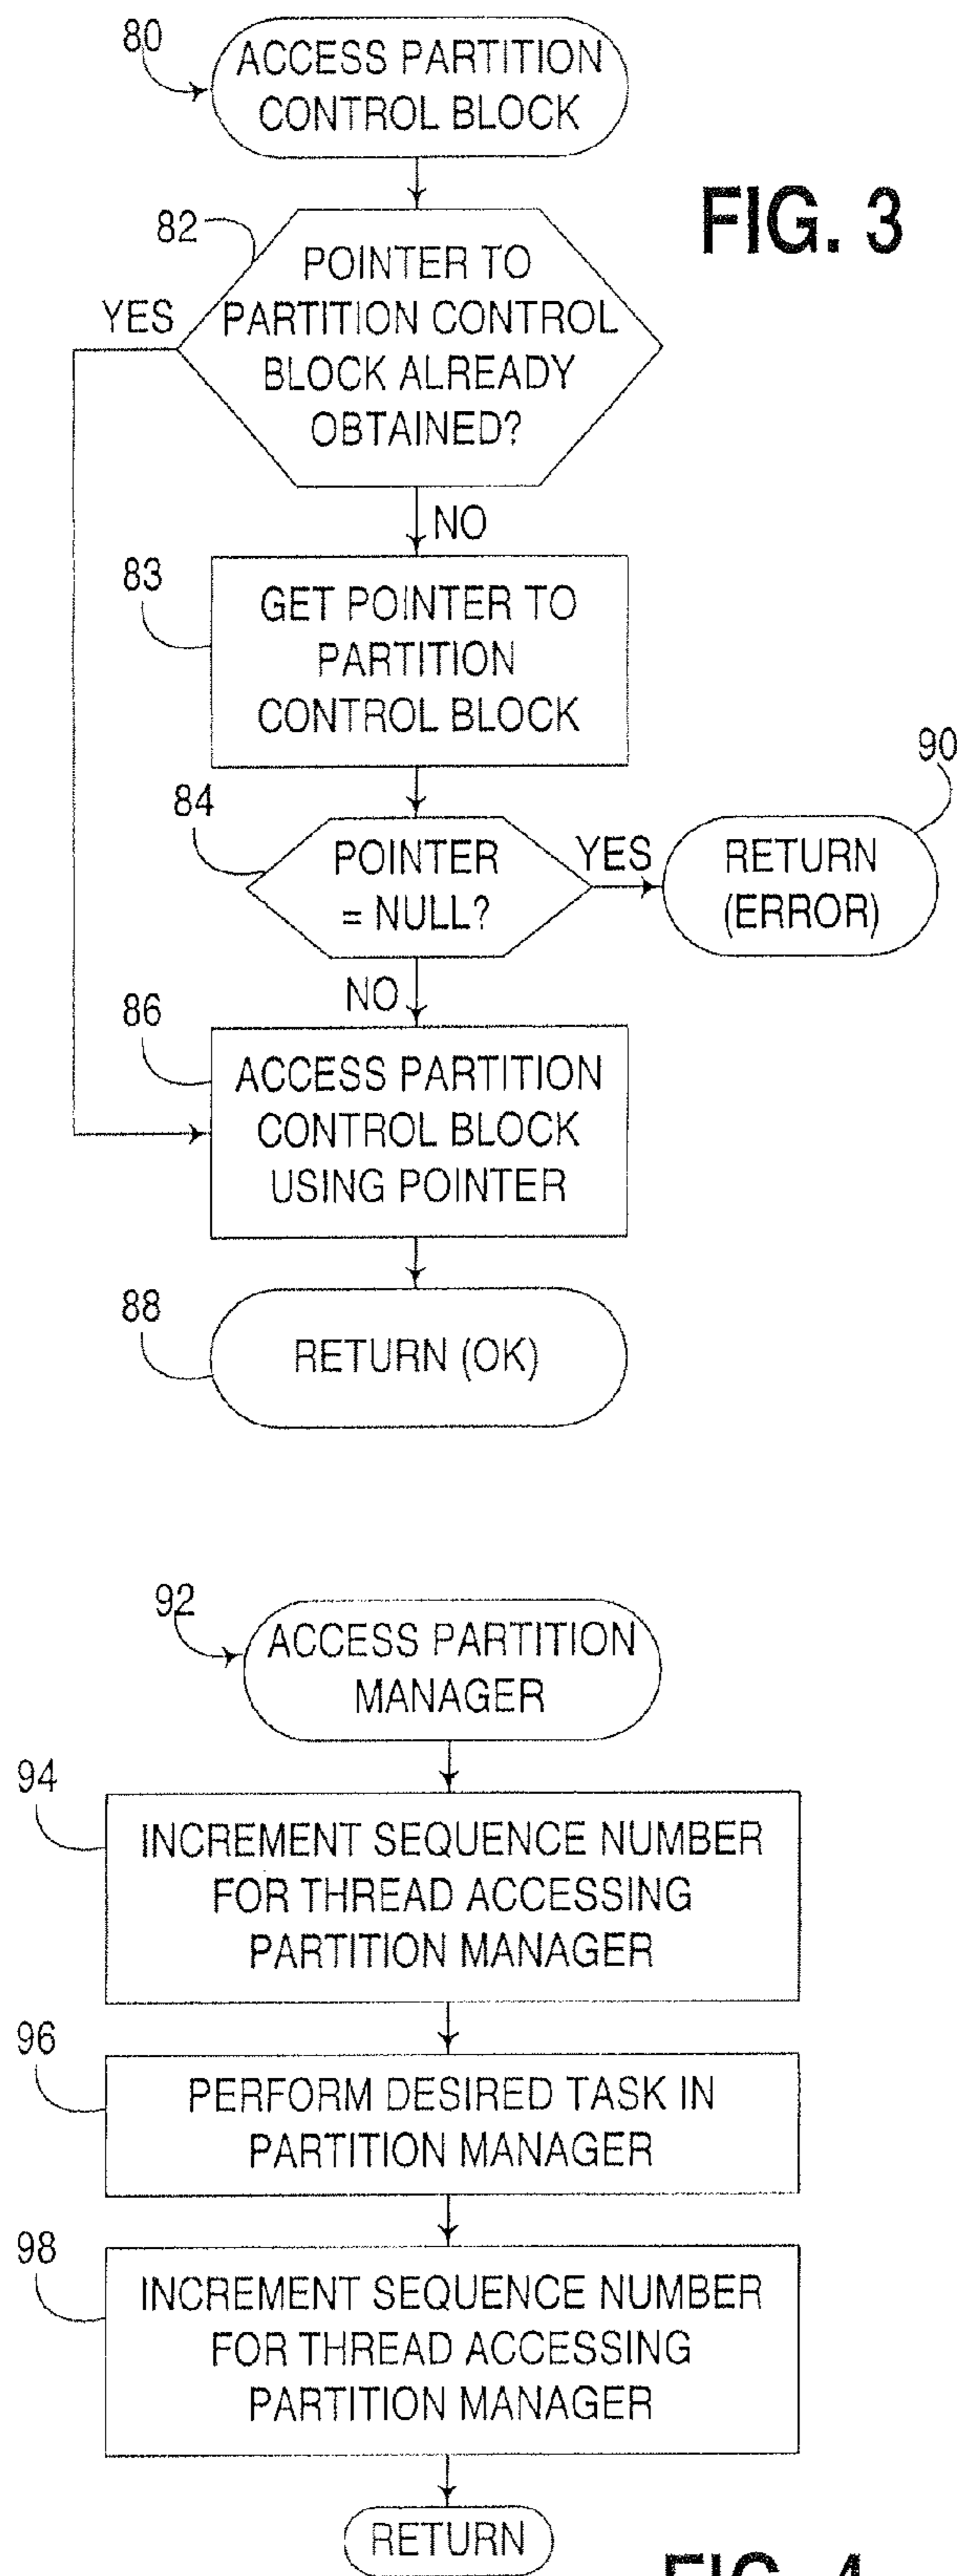 80
ACCESS PARTITION
CONTROL BLOCK
FIG. 3
82
POINTER TO
YES
PARTITION CONTROL
BLOCK ALREADY
OBTAINED?
NO
83
GET POINTER TO
PARTITION
CONTROL BLOCK
90
84
POINTER
= NULL?
YES
RETURN
(ERROR)
NO
86
ACCESS PARTITION
CONTROL BLOCK
USING POINTER
88
RETURN (OK)
92
ACCESS PARTITION
MANAGER
94
INCREMENT SEQUENCE NUMBER
FOR THREAD ACCESSING
PARTITION MANAGER
96
PERFORM DESIRED TASK IN
PARTITION MANAGER
98
INCREMENT SEQUENCE NUMBER
FOR THREAD ACCESSING
PARTITION MANAGER
RETURN
FIG. 4